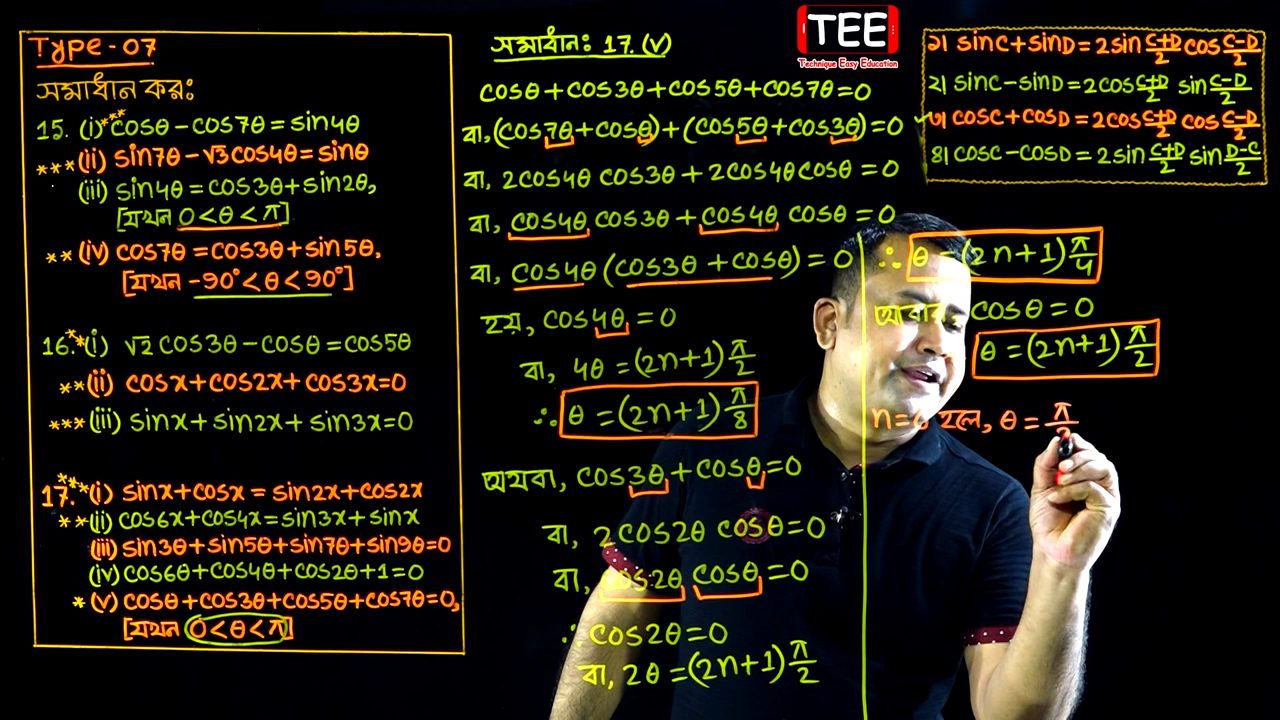 Type - 07
সমাধান করঃ
15. (i)*** cosθ - cos7θ = sin4θ
*** (ii) sin7θ - √3cos4θ = sinθ
(iii) sin4θ = cos3θ + sin2θ,
[যখন 0 < θ < π]
** (iv) cos7θ = cos3θ + sin5θ,
[যখন -90° < θ < 90°]
16.** (i) √2 cos3θ - cosθ = cos5θ
** (ii) cosx + cos2x + cos3x = 0
*** (iii) sinx + sin2x + sin3x = 0
17.*** (i) sinx + cosx = sin2x + cos2x
** (ii) cos6x + cos4x = sin3x + sinx
(iii) sin3θ + sin5θ + sin7θ + sin9θ = 0
(iv) cos6θ + cos4θ + cos2θ + 1 = 0
* (v) cosθ + cos3θ + cos5θ + cos7θ = 0,
[যখন 0 < θ < π]
সমাধানঃ 17. (v)
cosθ + cos3θ + cos5θ + cos7θ = 0
বা, (cos7θ + cosθ) + (cos5θ + cos3θ) = 0
বা, 2cos4θ cos3θ + 2cos4θ cosθ = 0
বা, cos4θ cos3θ + cos4θ cosθ = 0
বা, cos4θ (cos3θ + cosθ) = 0
হয়, cos4θ = 0
বা, 4θ = (2n+1) π/2
∴ θ = (2n+1) π/8
অথবা, cos3θ + cosθ = 0
বা, 2cos2θ cosθ = 0
বা, cos2θ cosθ = 0
∴ cos2θ = 0
বা, 2θ = (2n+1) π/2
TEE
Technique Easy Education
১। sinC + sinD = 2sin (C+D)/2 cos (C-D)/2
২। sinC - sinD = 2cos (C+D)/2 sin (C-D)/2
৩। cosC + cosD = 2cos (C+D)/2 cos (C-D)/2
৪। cosC - cosD = 2sin (C+D)/2 sin (D-C)/2
∴ θ = (2n+1) π/4
আবার, cosθ = 0
θ = (2n+1) π/2
n = হলে, θ = π